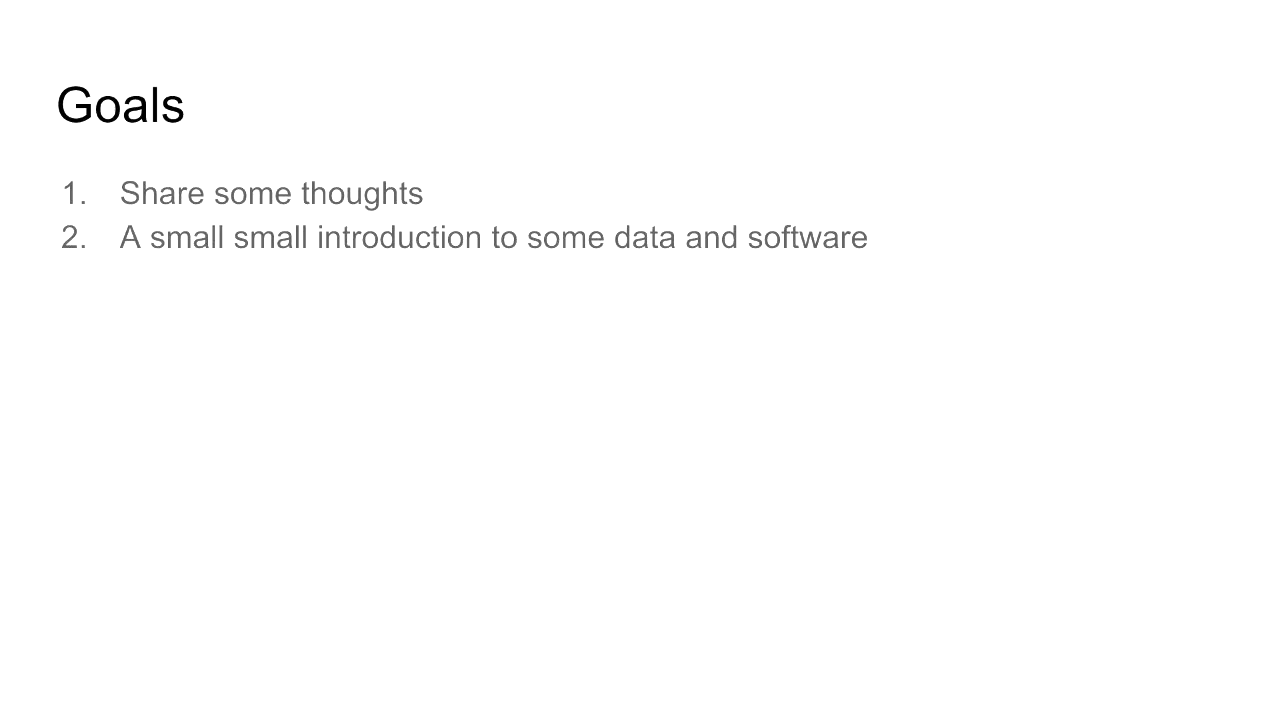 Goals
1. Share some thoughts
2. A small small introduction to some data and software